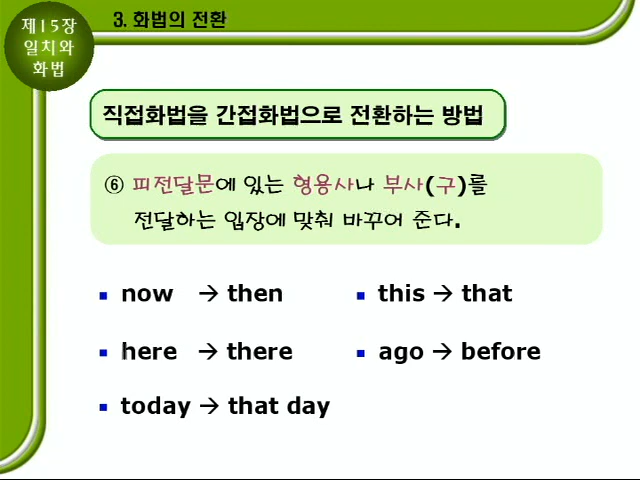 제15장
일치와
화법
3. 화법의 전환
직접화법을 간접화법으로 전환하는 방법
⑥ 피전달문에 있는 형용사나 부사(구)를
전달하는 입장에 맞춰 바꾸어 준다.
▪ now → then
▪ this → that
▪ here → there
▪ ago → before
▪ today → that day